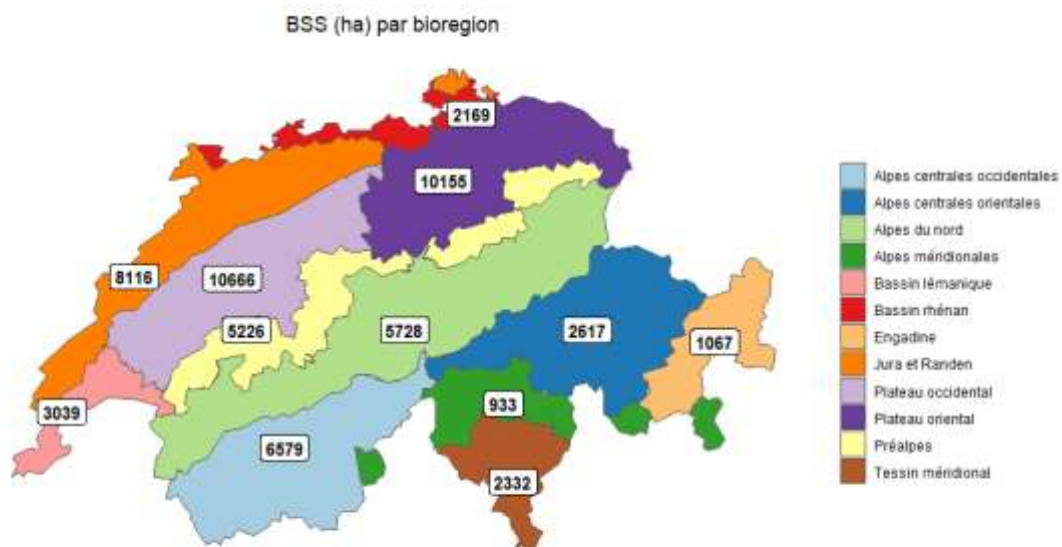 BSS (ha) par bioregion
2169
10155
8116
10666
5226
5728
2617
1067
3039
933
6579
2332
Alpes centrales occidentales
Alpes centrales orientales
Alpes du nord
Alpes méridionales
Bassin lémanique
Bassin rhénan
Engadine
Jura et Randen
Plateau occidental
Plateau oriental
Préalpes
Tessin méridional